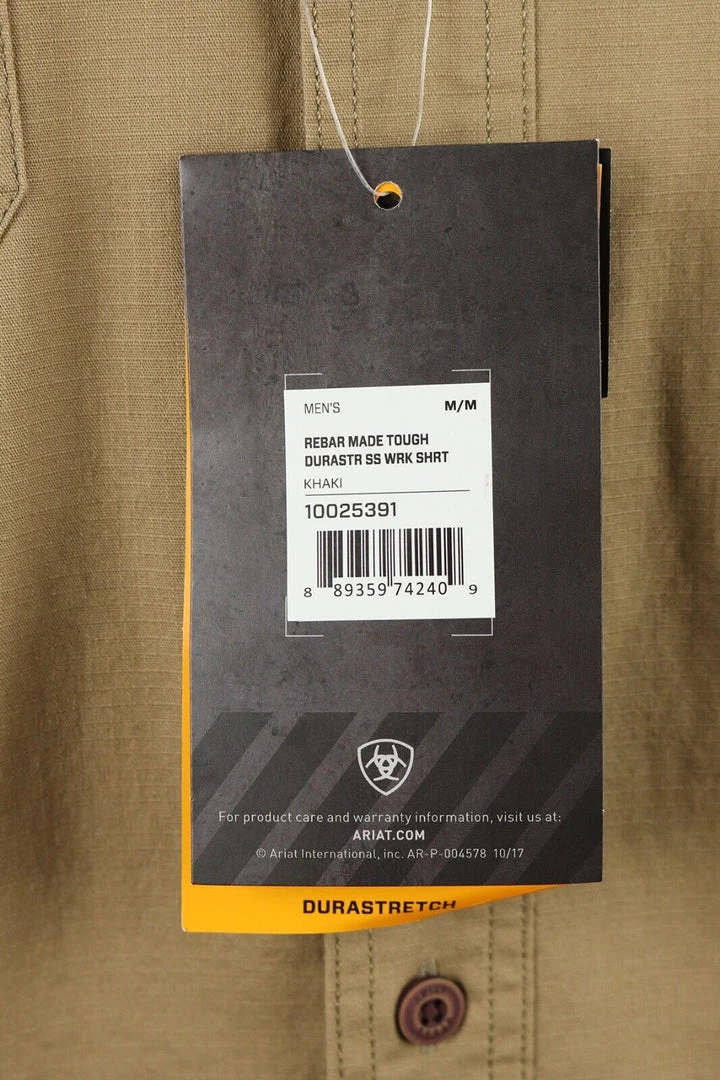 MEN'S M/M
REBAR MADE TOUGH
DURASTR SS WRK SHRT
KHAKI
10025391
8 89359 74240 9
For product care and warranty information, visit us at:
ARIAT.COM
© Ariat International, inc. AR-P-004578 10/17
DURASTRETCH